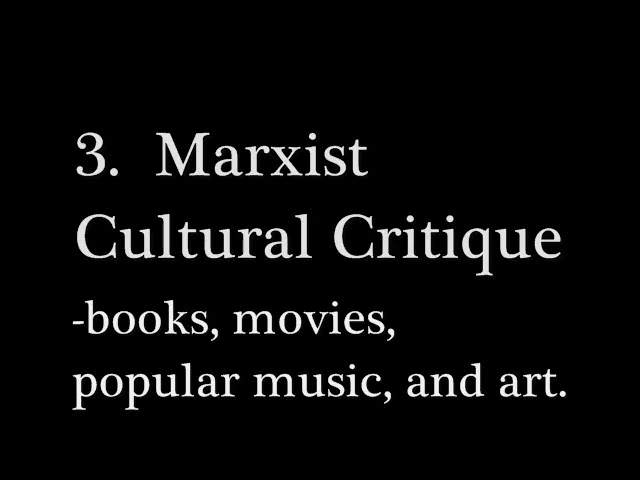 3. Marxist
Cultural Critique
-books, movies,
popular music, and art.